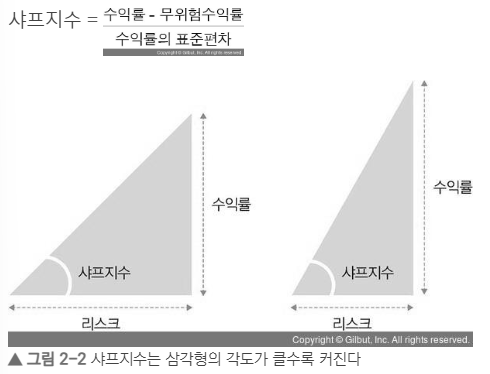 샤프지수 = 수익률 - 무위험수익률
수익률의 표준편차
Copyright © Gilbut, Inc. All rights reserved.
수익률
수익률
샤프지수
샤프지수
리스크
리스크
Copyright © Gilbut, Inc. All rights reserved.
▲ 그림 2-2 샤프지수는 삼각형의 각도가 클수록 커진다